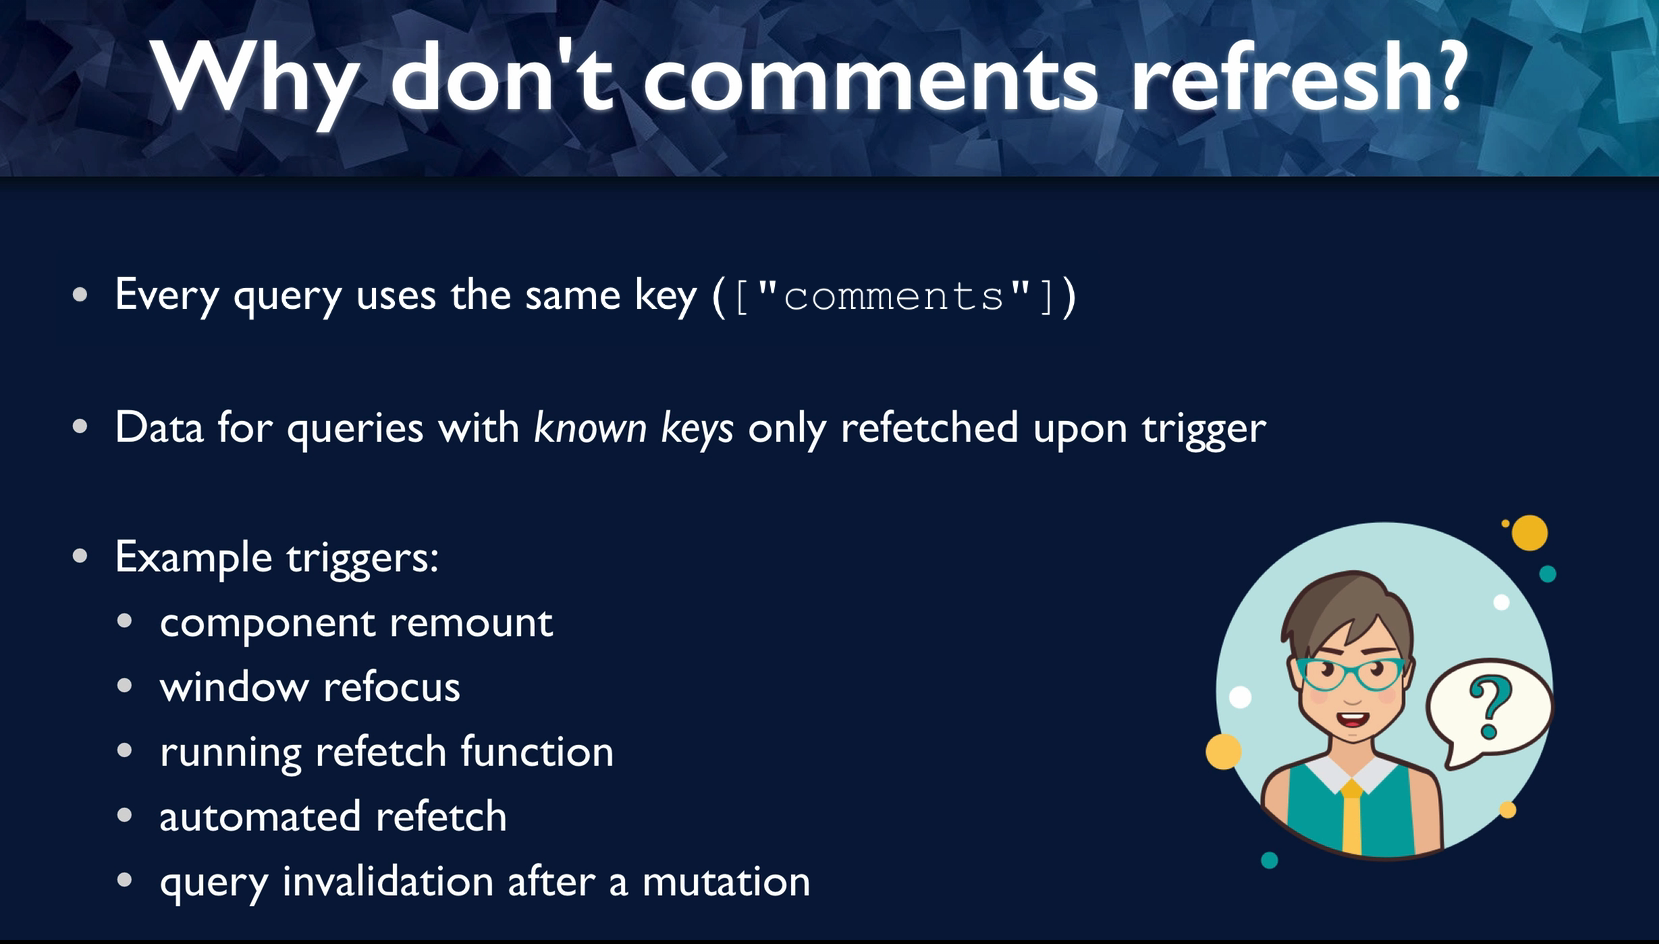 Why don't comments refresh?
• Every query uses the same key (["comments"])
• Data for queries with known keys only refetched upon trigger
• Example triggers:
• component remount
• window refocus
• running refetch function
• automated refetch
• query invalidation after a mutation
?